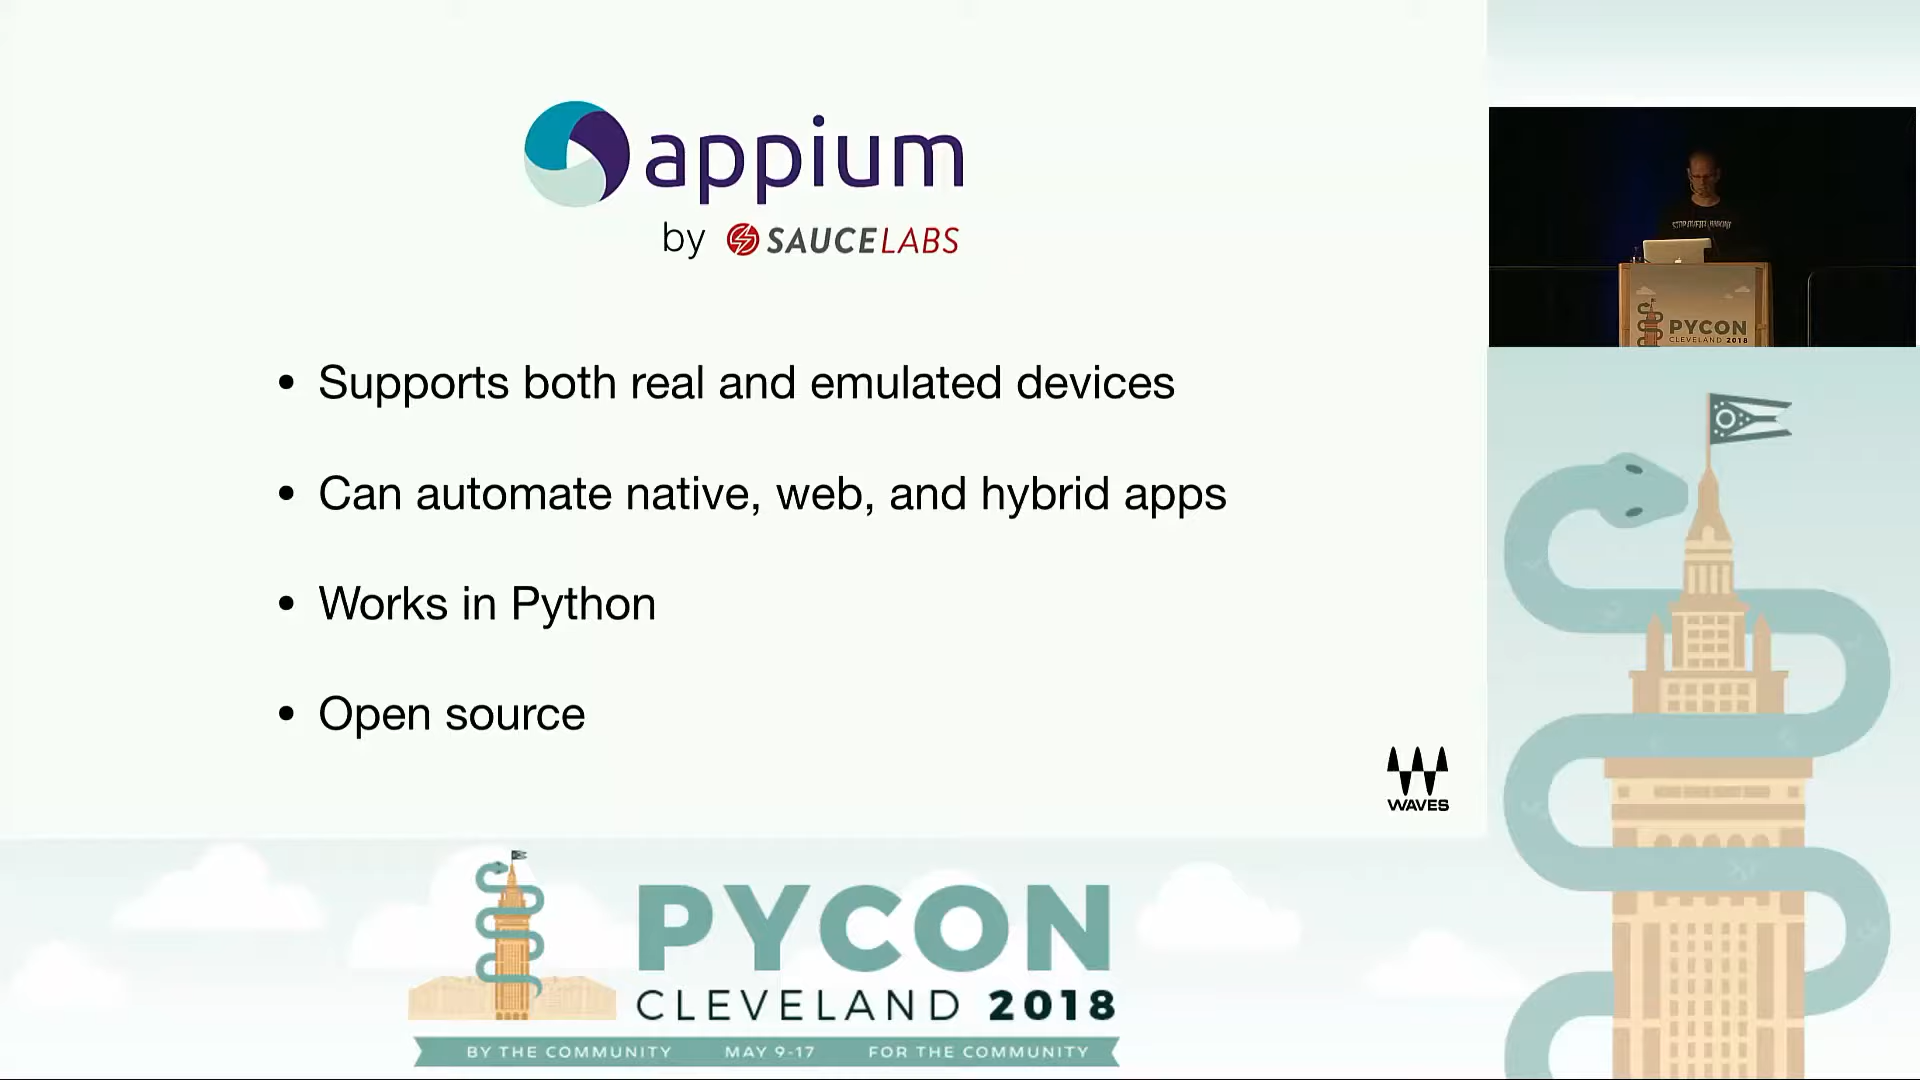 appium
by SAUCELABS
• Supports both real and emulated devices
• Can automate native, web, and hybrid apps
• Works in Python
• Open source
WAVES
PYCON
CLEVELAND 2018
PYCON
CLEVELAND 2018
BY THE COMMUNITY MAY 9-17 FOR THE COMMUNITY